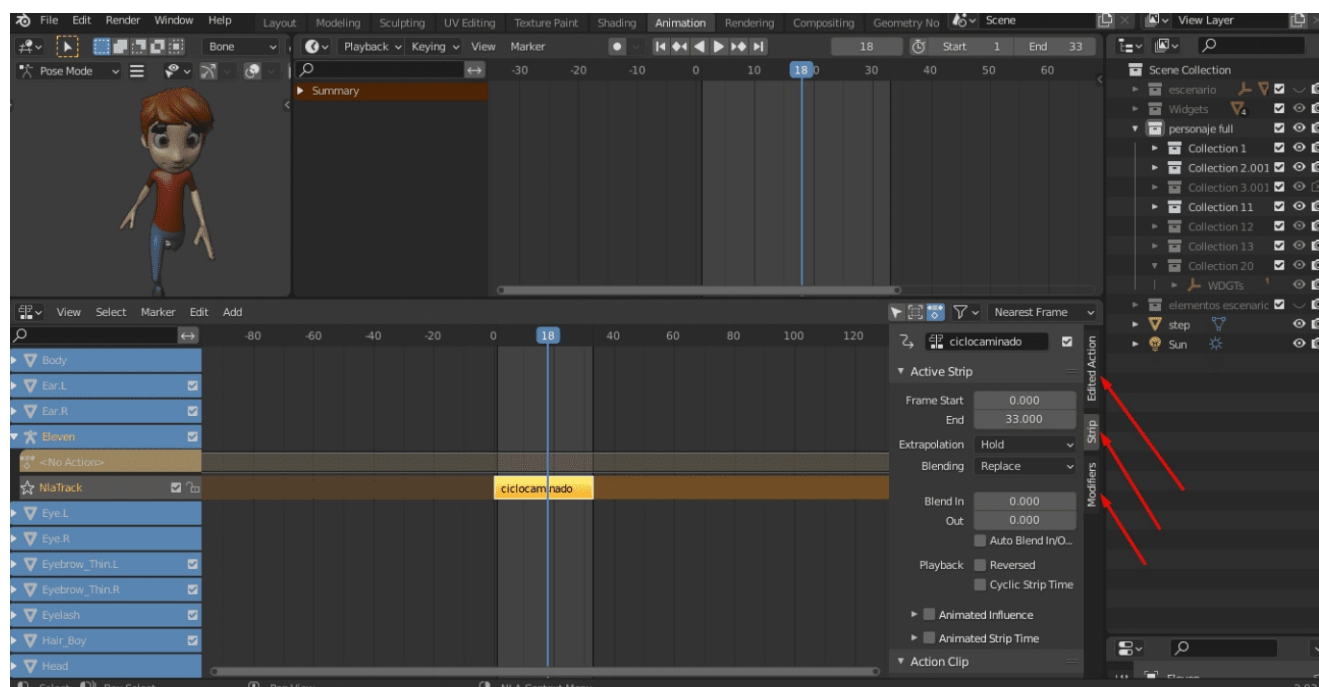 File Edit Render Window Help Layout Modeling Sculpting UV Editing Texture Paint Shading Animation Rendering Compositing Geometry No Scene View Layer
Bone Playback Keying View Marker 18 Start 1 End 33
Pose Mode -30 -20 -10 0 10 18 30 40 50 60
Summary
Scene Collection
escenario
Widgets 4
personaje full
Collection 1
Collection 2.001
Collection 3.001
Collection 11
Collection 12
Collection 13
Collection 20
WDGTs
elementos escenaric
step
Sun
View Select Marker Edit Add Nearest Frame
-80 -60 -40 -20 0 18 40 60 80 100 120
Body
Ear.L
Ear.R
Eleven
<No Action>
NlaTrack
ciclocaminado
Eye.L
Eye.R
Eyebrow_Thin.L
Eyebrow_Thin.R
Eyelash
Hair_Boy
Head
ciclocaminado
Active Strip
Frame Start 0.000
End 33.000
Extrapolation Hold
Blending Replace
Blend In 0.000
Out 0.000
Auto Blend In/O...
Playback Reversed
Cyclic Strip Time
Animated Influence
Animated Strip Time
Action Clip
Edited Action
Strip
Modifiers